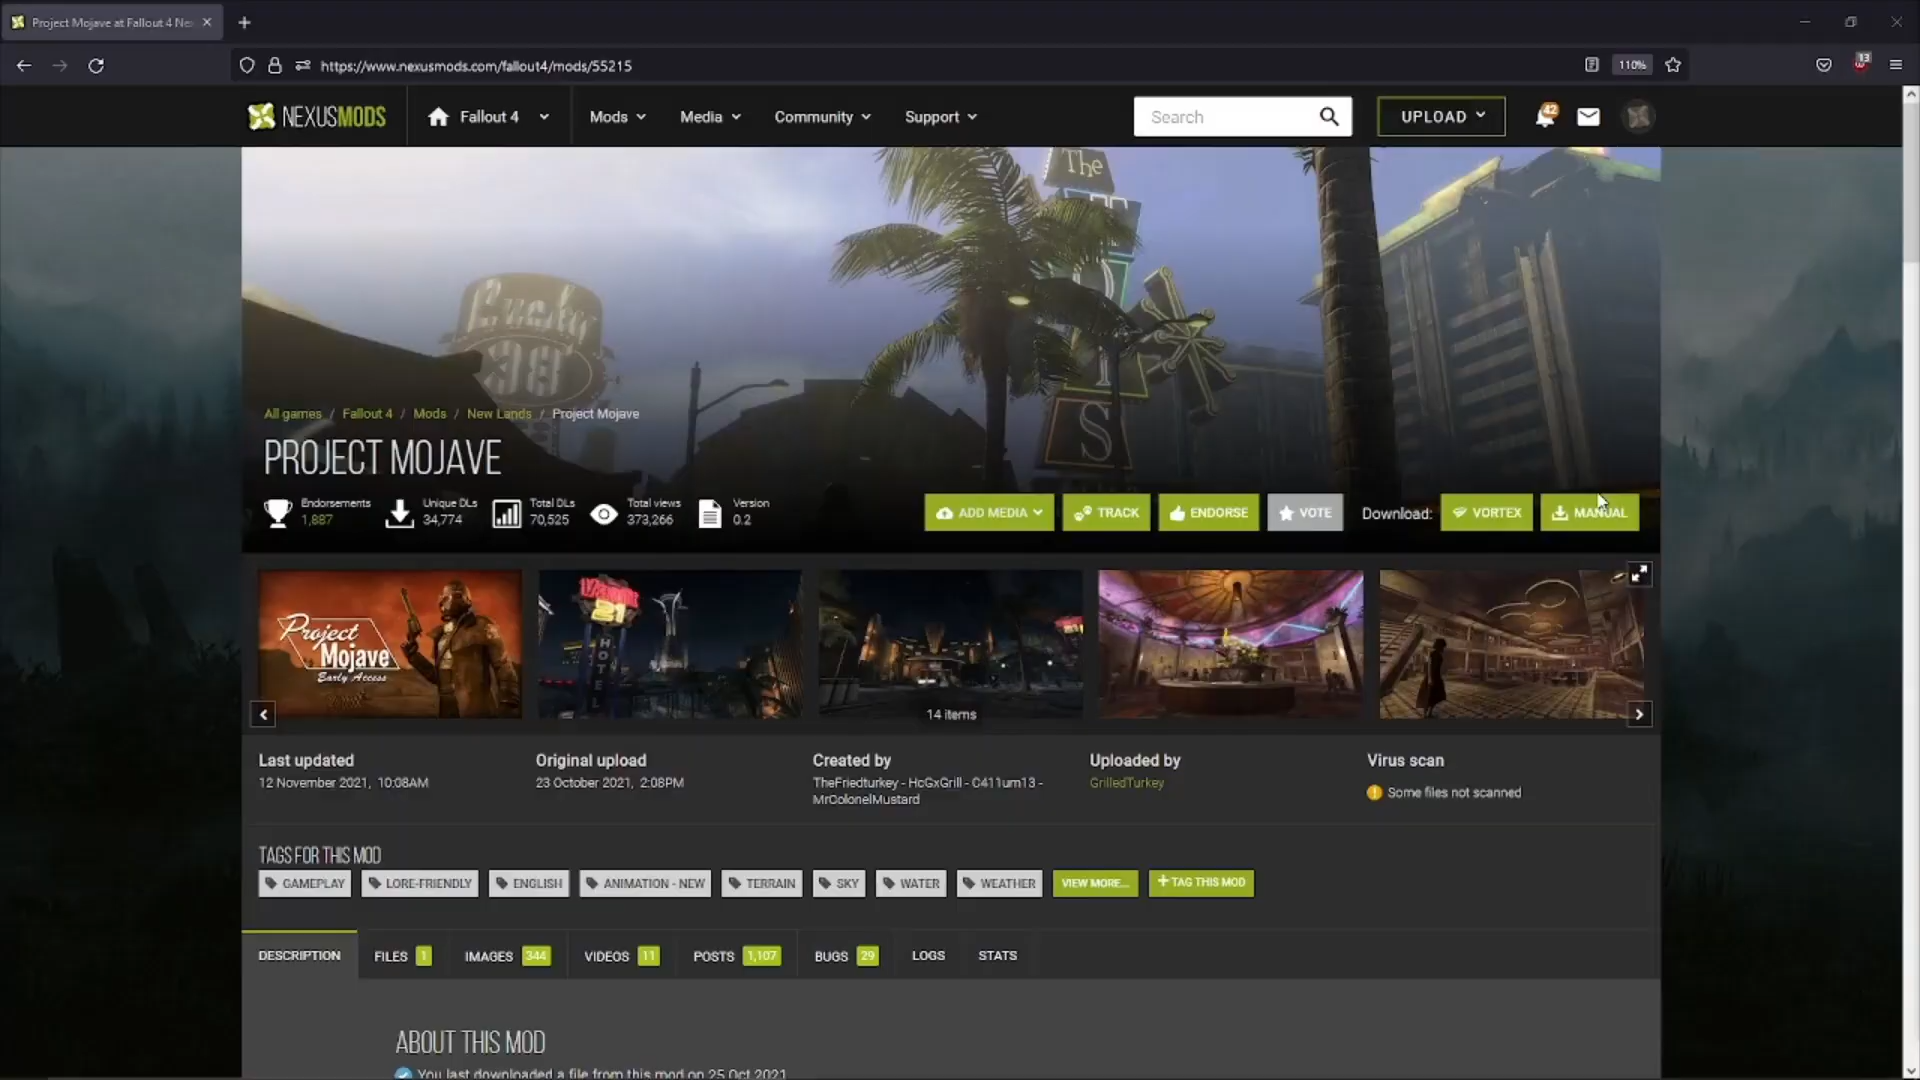 Project Mojave at Fallout 4 Ne
https://www.nexusmods.com/fallout4/mods/55215
110%
13
NEXUSMODS
Fallout 4
Mods
Media
Community
Support
Search
UPLOAD
42
The
Lucky
38
S
All games / Fallout 4 / Mods / New Lands / Project Mojave
PROJECT MOJAVE
Endorsements
1,887
Unique DLs
34,774
Total DLs
70,525
Total views
373,266
Version
0.2
ADD MEDIA
TRACK
ENDORSE
VOTE
Download:
VORTEX
MANUAL
Project
Mojave
Early Access
21
HOTEL
14 items
Last updated
12 November 2021, 10:08AM
Original upload
23 October 2021, 2:08PM
Created by
TheFriedturkey - HcGxGrill - C411um13 -
MrColonelMustard
Uploaded by
GrilledTurkey
Virus scan
Some files not scanned
TAGS FOR THIS MOD
GAMEPLAY
LORE-FRIENDLY
ENGLISH
ANIMATION - NEW
TERRAIN
SKY
WATER
WEATHER
VIEW MORE...
+ TAG THIS MOD
DESCRIPTION
FILES 1
IMAGES 344
VIDEOS 11
POSTS 1,107
BUGS 29
LOGS
STATS
ABOUT THIS MOD
You last downloaded a file from this mod on 25 Oct 2021